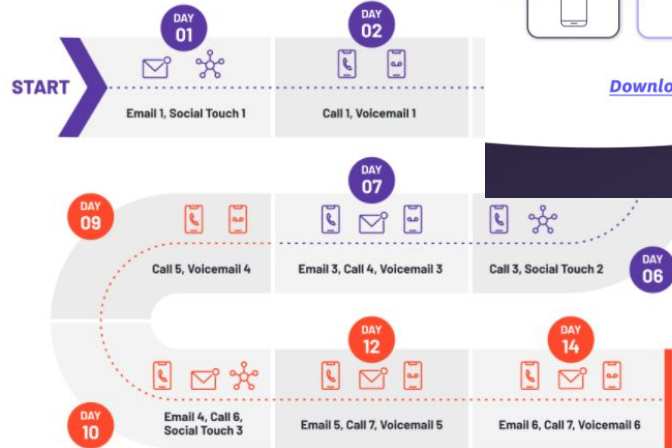 DAY
01
DAY
02
START
Email 1, Social Touch 1
Call 1, Voicemail 1
Downlo
DAY
09
DAY
07
DAY
06
Call 5, Voicemail 4
Email 3, Call 4, Voicemail 3
Call 3, Social Touch 2
DAY
12
DAY
14
DAY
10
Email 4, Call 6,
Social Touch 3
Email 5, Call 7, Voicemail 5
Email 6, Call 7, Voicemail 6